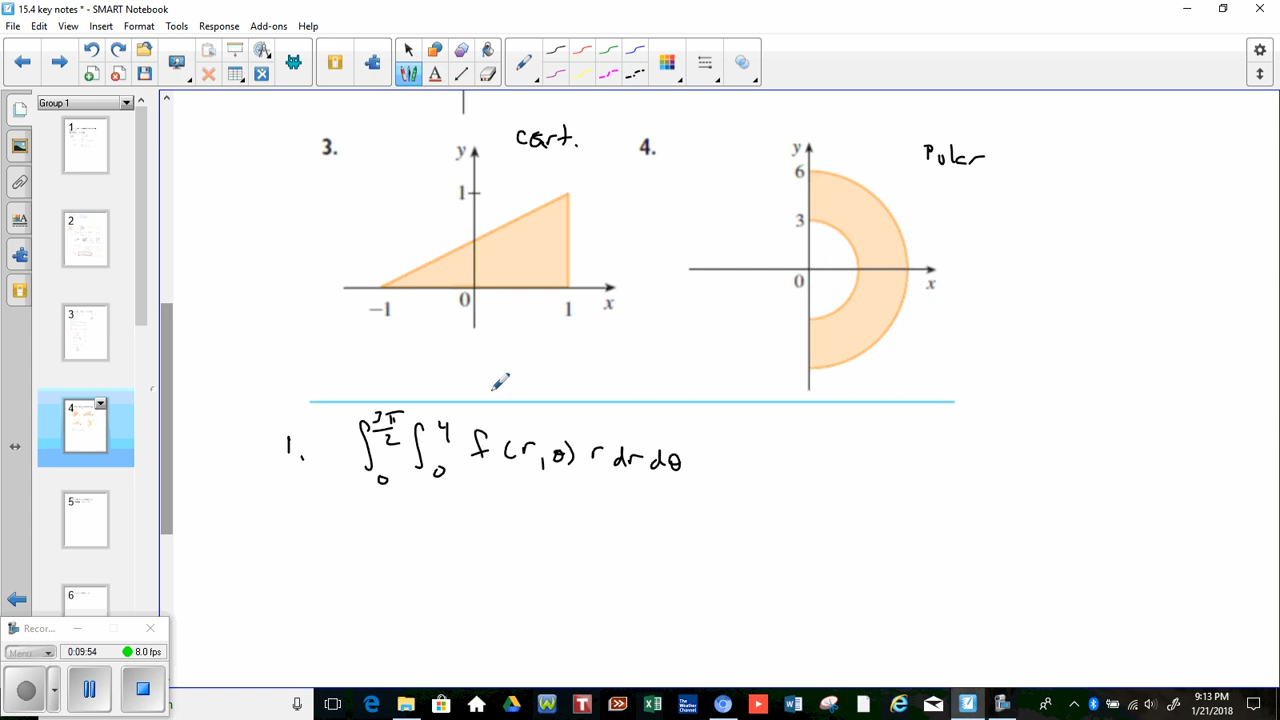 15.4 key notes * - SMART Notebook
File Edit View Insert Format Tools Response Add-ons Help
Group 1
1
2
3
4
5
6
3. cart. 4. Polar
y
1
-1 0 1 x
y
6
3
0 x
1. ∫₀^(3π/2) ∫₀^4 f(r,θ) r dr dθ
Recor...
Menu 0:09:54 8.0 fps
9:13 PM
1/21/2018